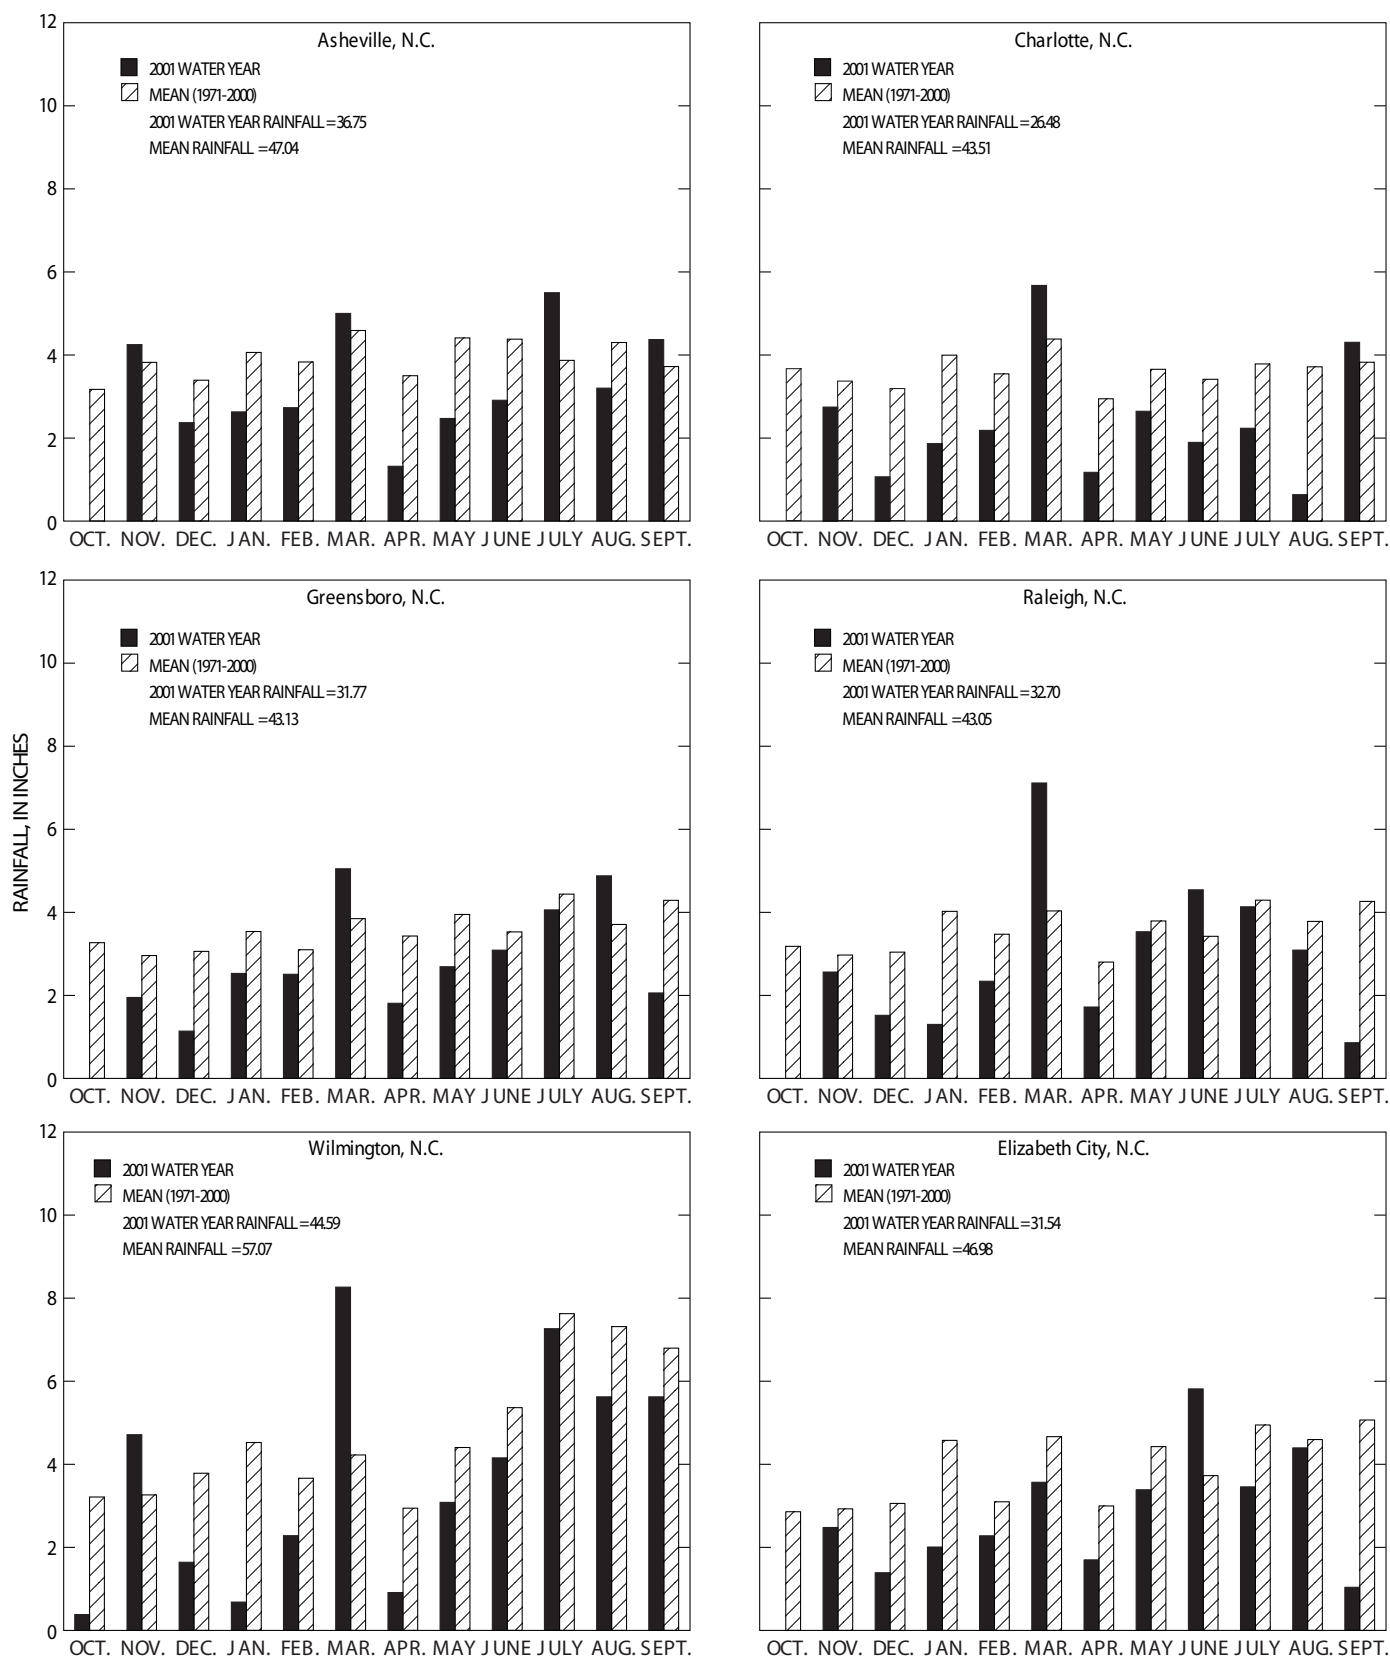 RAINFALL, IN INCHES
Asheville, N.C.
2001 WATER YEAR
MEAN (1971-2000)
2001 WATER YEAR RAINFALL = 36.75
MEAN RAINFALL = 47.04
12
10
8
6
4
2
0
OCT. NOV. DEC. JAN. FEB. MAR. APR. MAY JUNE JULY AUG. SEPT.
Charlotte, N.C.
2001 WATER YEAR
MEAN (1971-2000)
2001 WATER YEAR RAINFALL = 26.48
MEAN RAINFALL = 43.51
OCT. NOV. DEC. JAN. FEB. MAR. APR. MAY JUNE JULY AUG. SEPT.
Greensboro, N.C.
2001 WATER YEAR
MEAN (1971-2000)
2001 WATER YEAR RAINFALL = 31.77
MEAN RAINFALL = 43.13
12
10
8
6
4
2
0
OCT. NOV. DEC. JAN. FEB. MAR. APR. MAY JUNE JULY AUG. SEPT.
Raleigh, N.C.
2001 WATER YEAR
MEAN (1971-2000)
2001 WATER YEAR RAINFALL = 32.70
MEAN RAINFALL = 43.05
OCT. NOV. DEC. JAN. FEB. MAR. APR. MAY JUNE JULY AUG. SEPT.
Wilmington, N.C.
2001 WATER YEAR
MEAN (1971-2000)
2001 WATER YEAR RAINFALL = 44.59
MEAN RAINFALL = 57.07
12
10
8
6
4
2
0
OCT. NOV. DEC. JAN. FEB. MAR. APR. MAY JUNE JULY AUG. SEPT.
Elizabeth City, N.C.
2001 WATER YEAR
MEAN (1971-2000)
2001 WATER YEAR RAINFALL = 31.54
MEAN RAINFALL = 46.98
OCT. NOV. DEC. JAN. FEB. MAR. APR. MAY JUNE JULY AUG. SEPT.